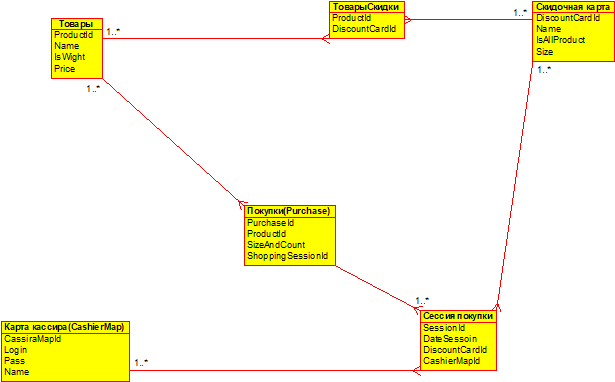 Товары
ProductId
Name
IsWight
Price
1..*
1..*
ТоварыСкидки
ProductId
DiscountCardId
1..*
Скидочная карта
DiscountCardId
Name
IsAllProduct
Size
1..*
Покупки(Purchase)
PurchaseId
ProductId
SizeAndCount
ShoppingSessionId
1..*
Сессия покупки
SessionId
DateSessoin
DiscountCardId
CashierMapId
Карта кассира(CashierMap)
CassiraMapId
Login
Pass
Name
1..*